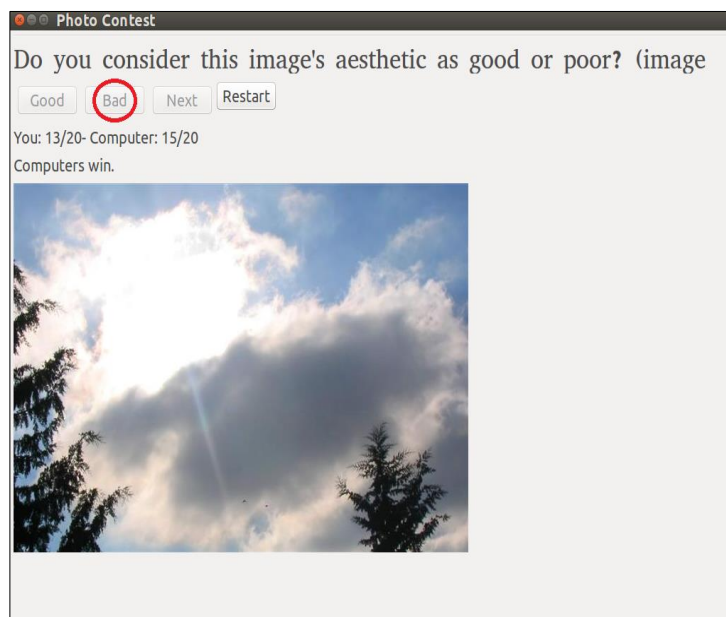 Photo Contest
Do you consider this image's aesthetic as good or poor? (image
Good Bad Next Restart
You: 13/20- Computer: 15/20
Computers win.